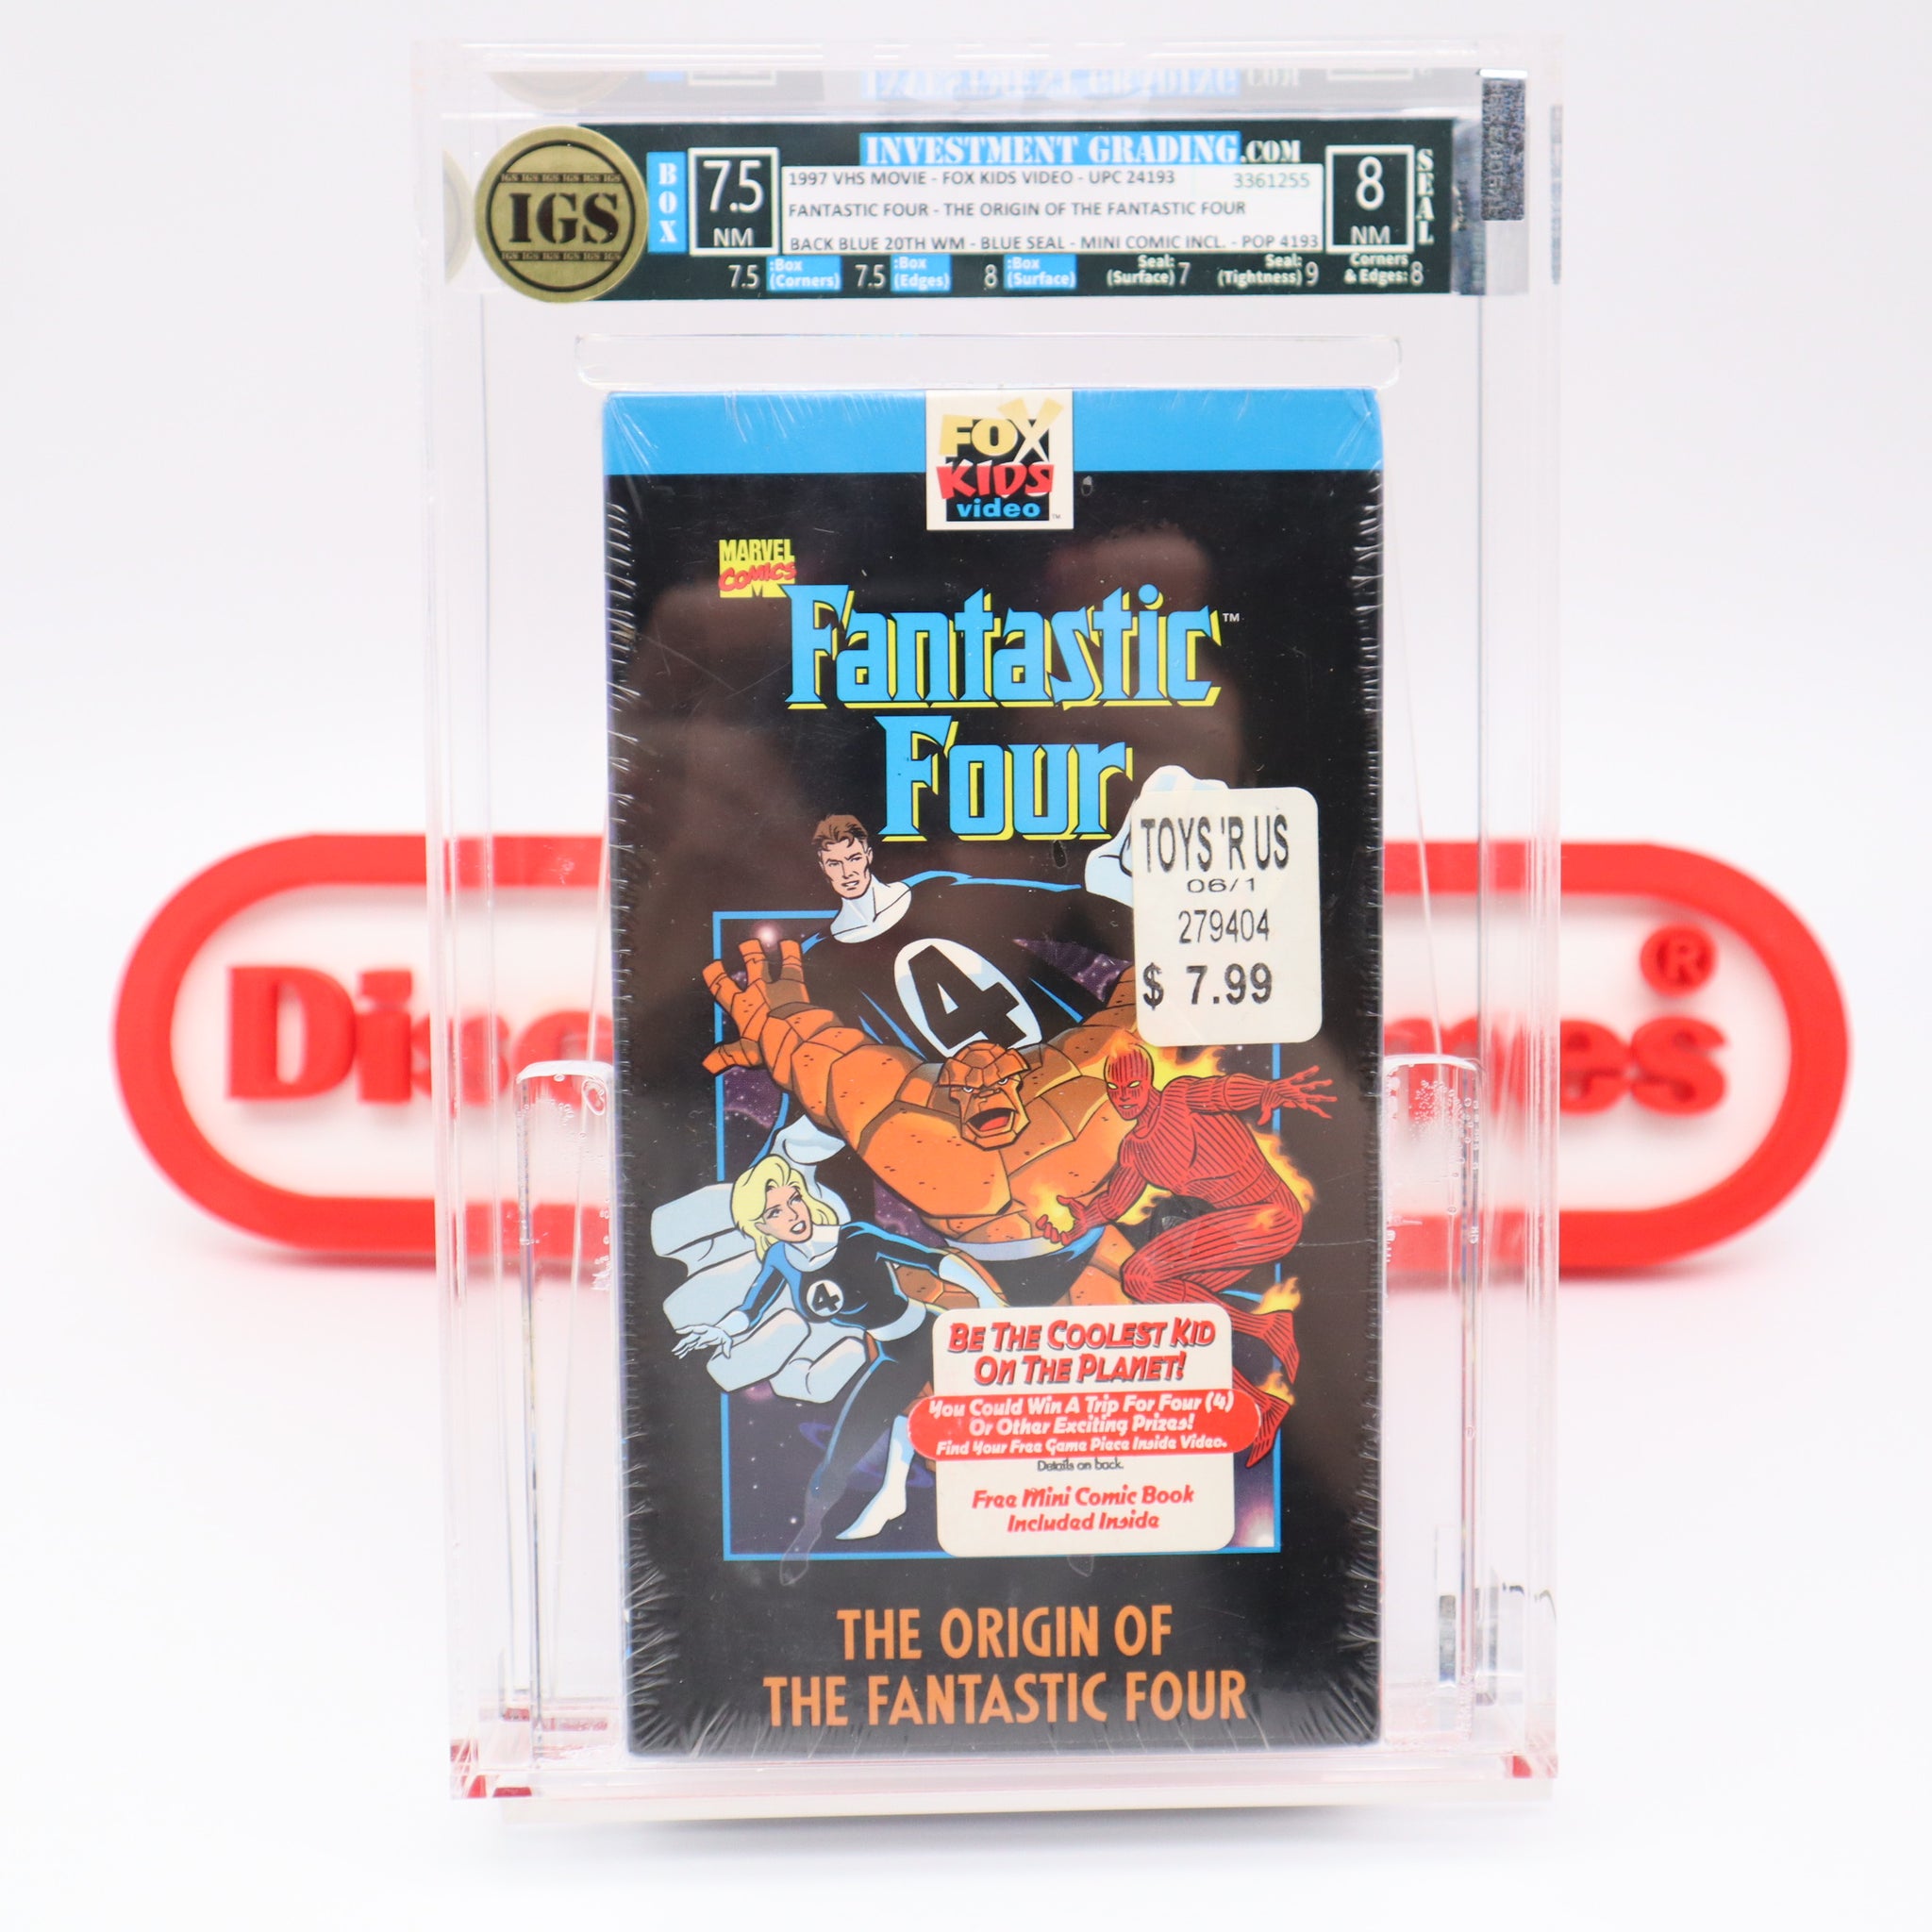 IGS
BOX
7.5
NM
INVESTMENT GRADING.COM
1997 VHS MOVIE - FOX KIDS VIDEO - UPC 24193 3361255
FANTASTIC FOUR - THE ORIGIN OF THE FANTASTIC FOUR
BACK BLUE 20TH WM - BLUE SEAL - MINI COMIC INCL. - POP 4193
8
NM
SEAL
7.5 :Box (Corners) 7.5 :Box (Edges) 8 :Box (Surface) Seal: (Surface) 7 Seal: (Tightness) 9 Corners & Edges: 8
FOX
KIDS
video ™
MARVEL
COMICS
Fantastic ™
Four
TOYS 'R US
06/1
279404
$ 7.99
4
4
BE THE COOLEST KID
ON THE PLANET!
You Could Win A Trip For Four (4)
Or Other Exciting Prizes!
Find Your Free Game Piece Inside Video.
Details on back.
Free Mini Comic Book
Included Inside
THE ORIGIN OF
THE FANTASTIC FOUR
®